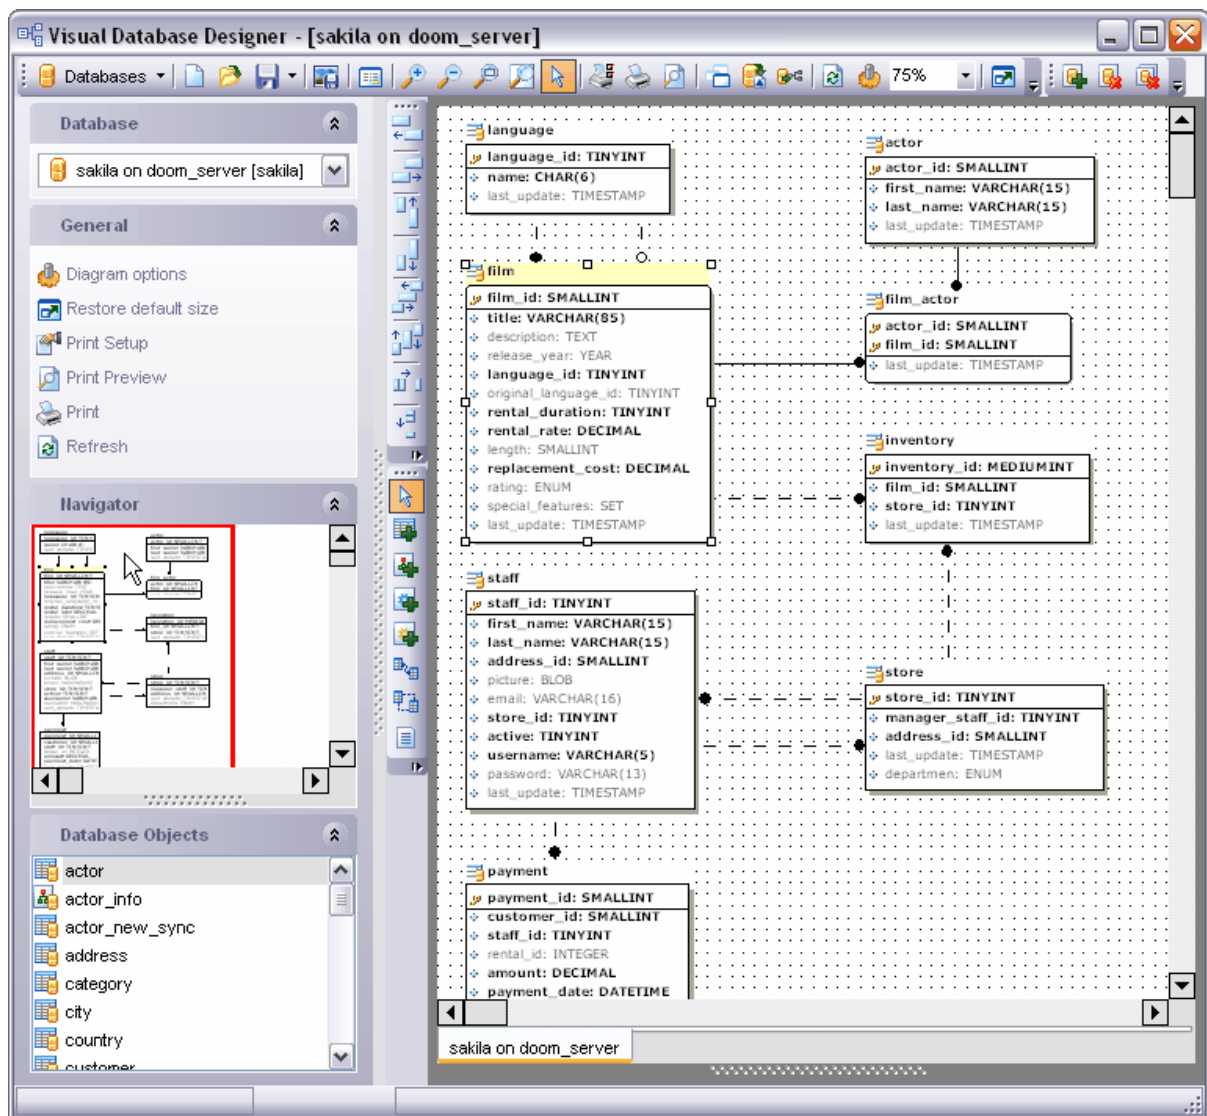 Visual Database Designer - [sakila on doom_server]
Databases
75%
Database
sakila on doom_server [sakila]
General
Diagram options
Restore default size
Print Setup
Print Preview
Print
Refresh
Navigator
Database Objects
actor
actor_info
actor_new_sync
address
category
city
country
customer
language
language_id: TINYINT
name: CHAR(6)
last_update: TIMESTAMP
actor
actor_id: SMALLINT
first_name: VARCHAR(15)
last_name: VARCHAR(15)
last_update: TIMESTAMP
film
film_id: SMALLINT
title: VARCHAR(85)
description: TEXT
release_year: YEAR
language_id: TINYINT
original_language_id: TINYINT
rental_duration: TINYINT
rental_rate: DECIMAL
length: SMALLINT
replacement_cost: DECIMAL
rating: ENUM
special_features: SET
last_update: TIMESTAMP
film_actor
actor_id: SMALLINT
film_id: SMALLINT
last_update: TIMESTAMP
inventory
inventory_id: MEDIUMINT
film_id: SMALLINT
store_id: TINYINT
last_update: TIMESTAMP
staff
staff_id: TINYINT
first_name: VARCHAR(15)
last_name: VARCHAR(15)
address_id: SMALLINT
picture: BLOB
email: VARCHAR(16)
store_id: TINYINT
active: TINYINT
username: VARCHAR(5)
password: VARCHAR(13)
last_update: TIMESTAMP
store
store_id: TINYINT
manager_staff_id: TINYINT
address_id: SMALLINT
last_update: TIMESTAMP
departmen: ENUM
payment
payment_id: SMALLINT
customer_id: SMALLINT
staff_id: TINYINT
rental_id: INTEGER
amount: DECIMAL
payment_date: DATETIME
sakila on doom_server